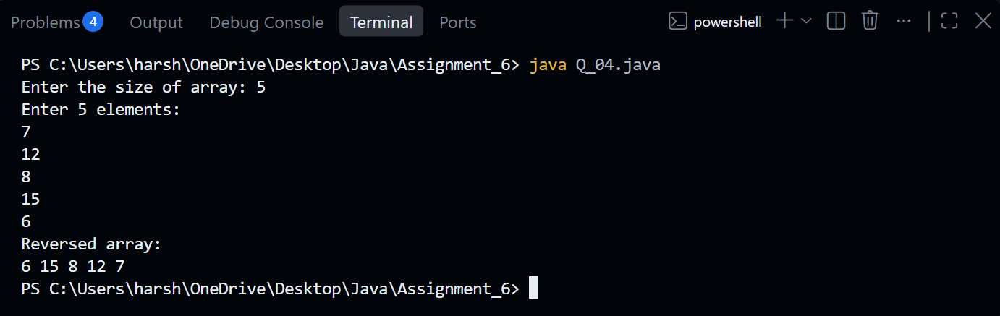 Problems 4 Output Debug Console Terminal Ports powershell
PS C:\Users\harsh\OneDrive\Desktop\Java\Assignment_6> java Q_04.java
Enter the size of array: 5
Enter 5 elements:
7
12
8
15
6
Reversed array:
6 15 8 12 7
PS C:\Users\harsh\OneDrive\Desktop\Java\Assignment_6>